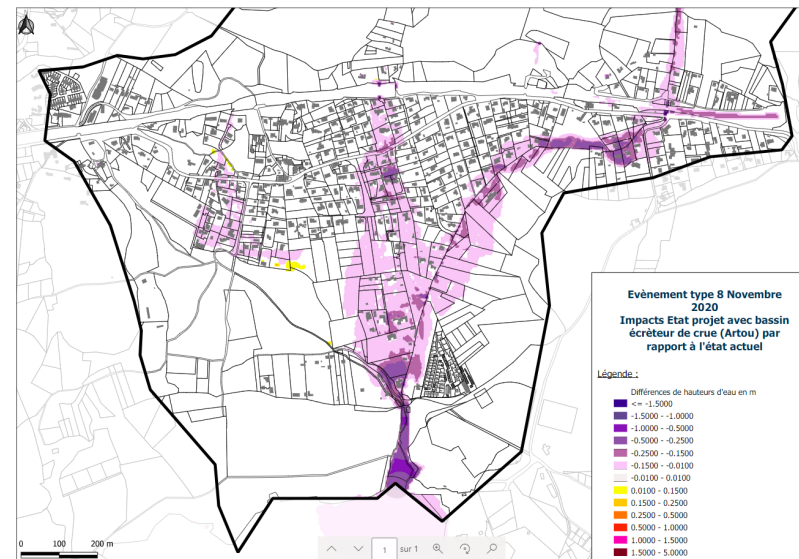 Evènement type 8 Novembre
2020
Impacts Etat projet avec bassin
écrèteur de crue (Artou) par
rapport à l'état actuel
Légende :
Différences de hauteurs d'eau en m
<= -1.5000
-1.5000 - -1.0000
-1.0000 - -0.5000
-0.5000 - -0.2500
-0.2500 - -0.1500
-0.1500 - -0.0100
-0.0100 - 0.0100
0.0100 - 0.1500
0.1500 - 0.2500
0.2500 - 0.5000
0.5000 - 1.0000
1.0000 - 1.5000
1.5000 - 5.0000
0 100 200 m
1 sur 1